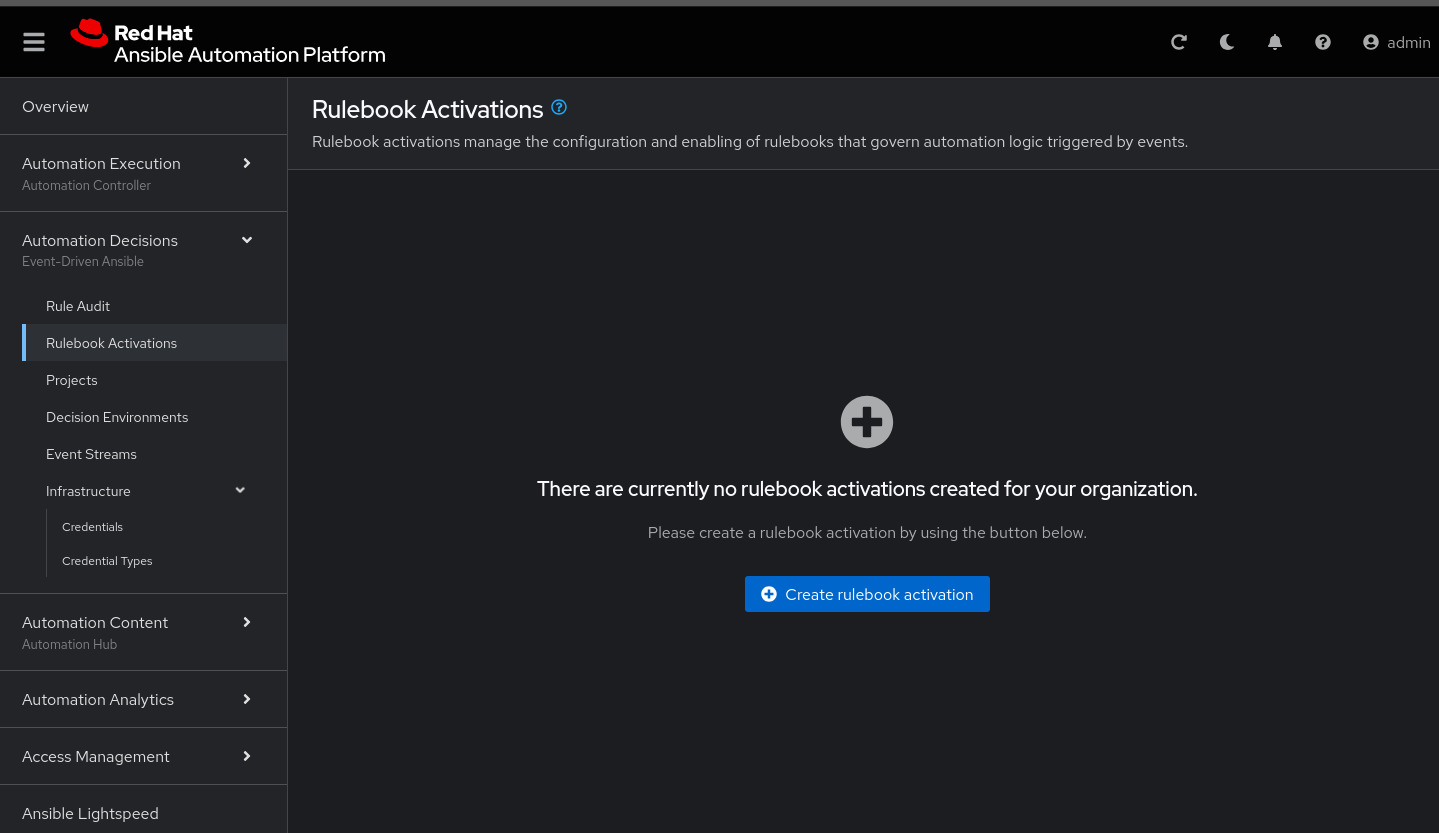 Red Hat
Ansible Automation Platform
admin
Overview
Automation Execution
Automation Controller
Automation Decisions
Event-Driven Ansible
Rule Audit
Rulebook Activations
Projects
Decision Environments
Event Streams
Infrastructure
Credentials
Credential Types
Automation Content
Automation Hub
Automation Analytics
Access Management
Ansible Lightspeed
Rulebook Activations
Rulebook activations manage the configuration and enabling of rulebooks that govern automation logic triggered by events.
There are currently no rulebook activations created for your organization.
Please create a rulebook activation by using the button below.
Create rulebook activation